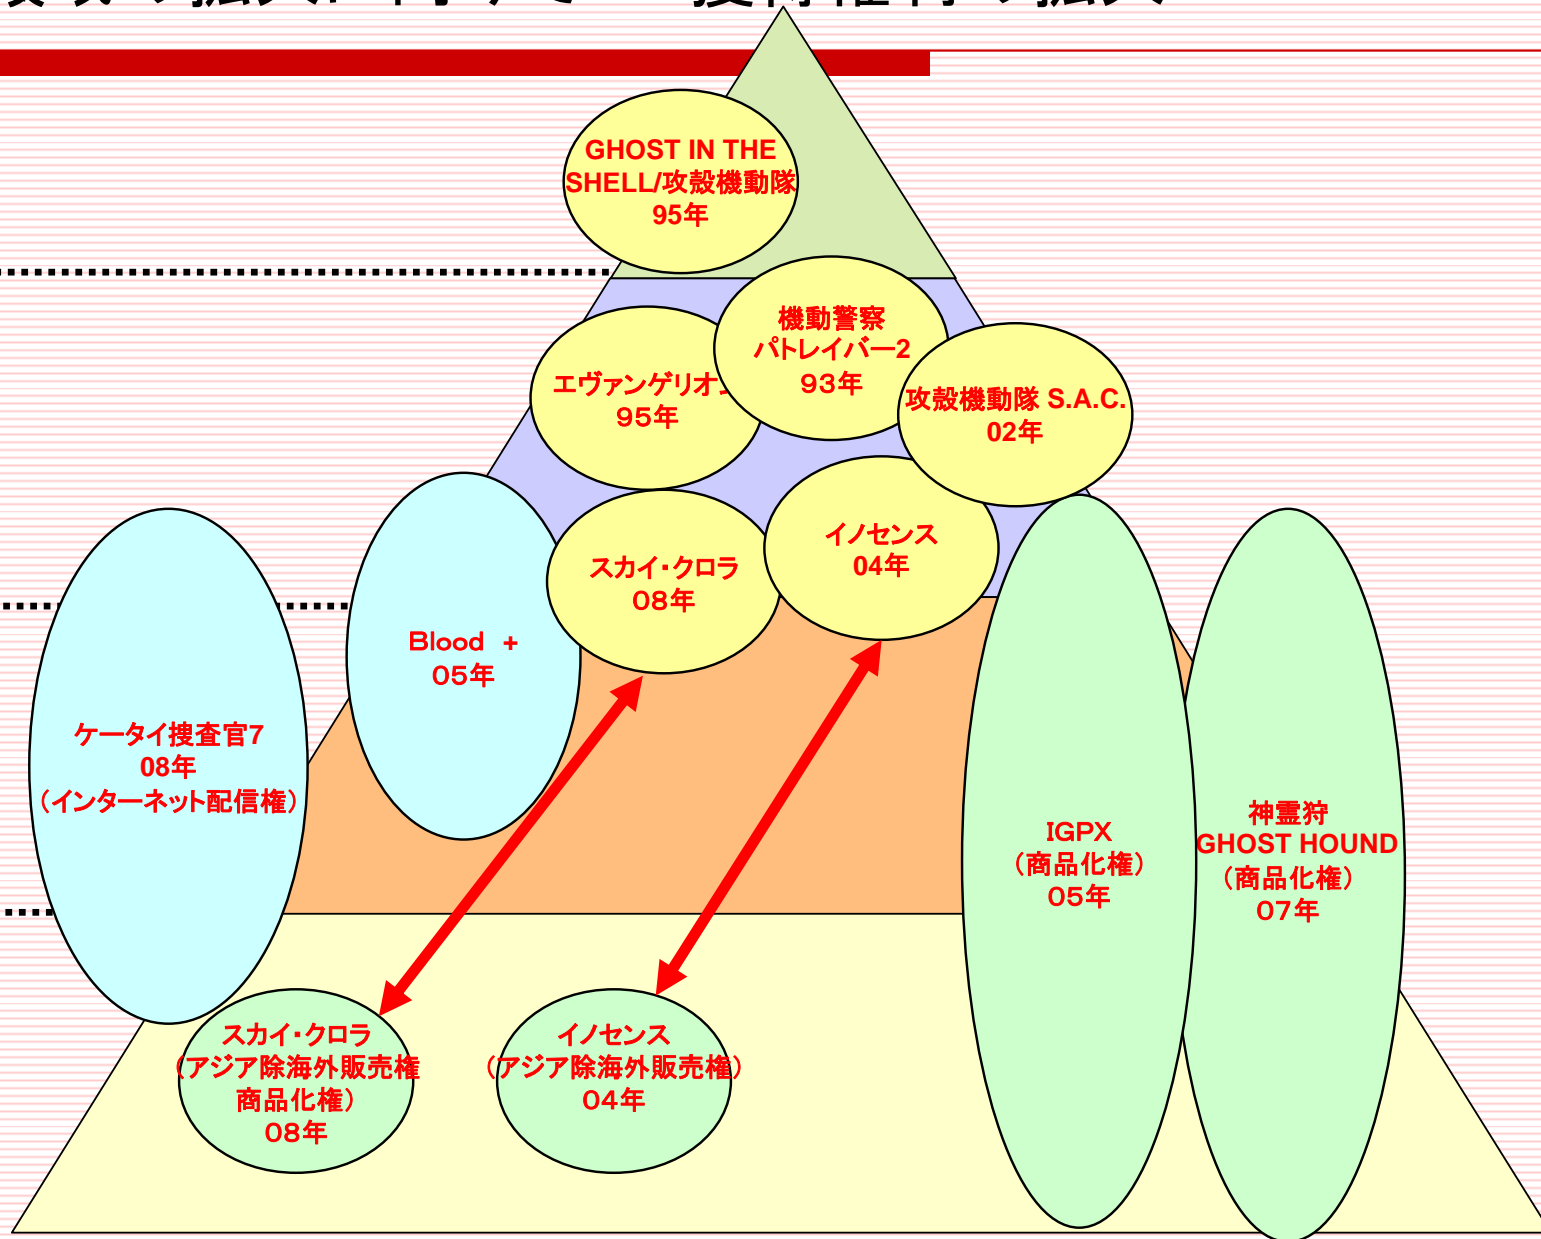 GHOST IN THE
SHELL/攻殻機動隊
95年
機動警察
パトレイバー2
９３年
エヴァンゲリオン
９５年
攻殻機動隊 S.A.C.
02年
イノセンス
04年
スカイ・クロラ
０８年
Ｂｌｏｏｄ　＋
０５年
ケータイ捜査官7
08年
（インターネット配信権）
ＩＧＰＸ
（商品化権）
０５年
神霊狩
GHOST HOUND
（商品化権）
０７年
スカイ・クロラ
（アジア除海外販売権
商品化権）
０８年
イノセンス
（アジア除海外販売権）
０４年